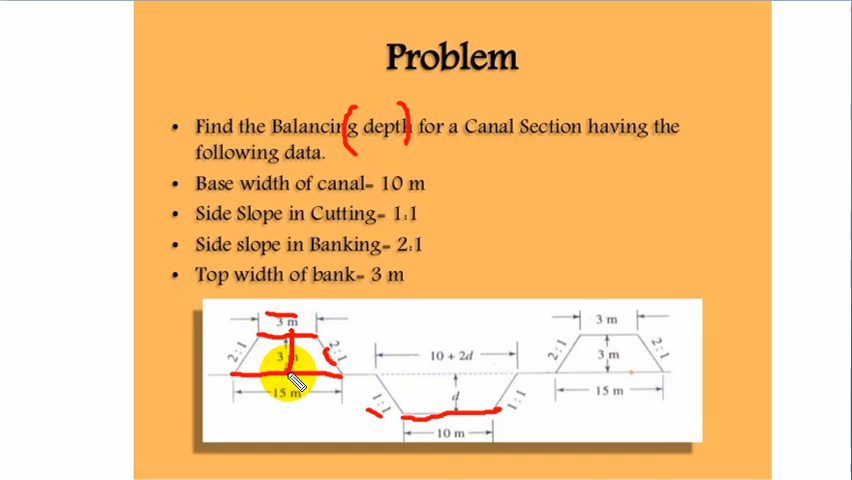 Problem
• Find the Balancing depth for a Canal Section having the
following data.
• Base width of canal- 10 m
• Side Slope in Cutting- 1:1
• Side slope in Banking- 2:1
• Top width of bank- 3 m
3 m
3 m
2:1
2:1
10 + 2d
2:1
2:1
3 m
3 m
15 m
1:1
d
1:1
15 m
10 m